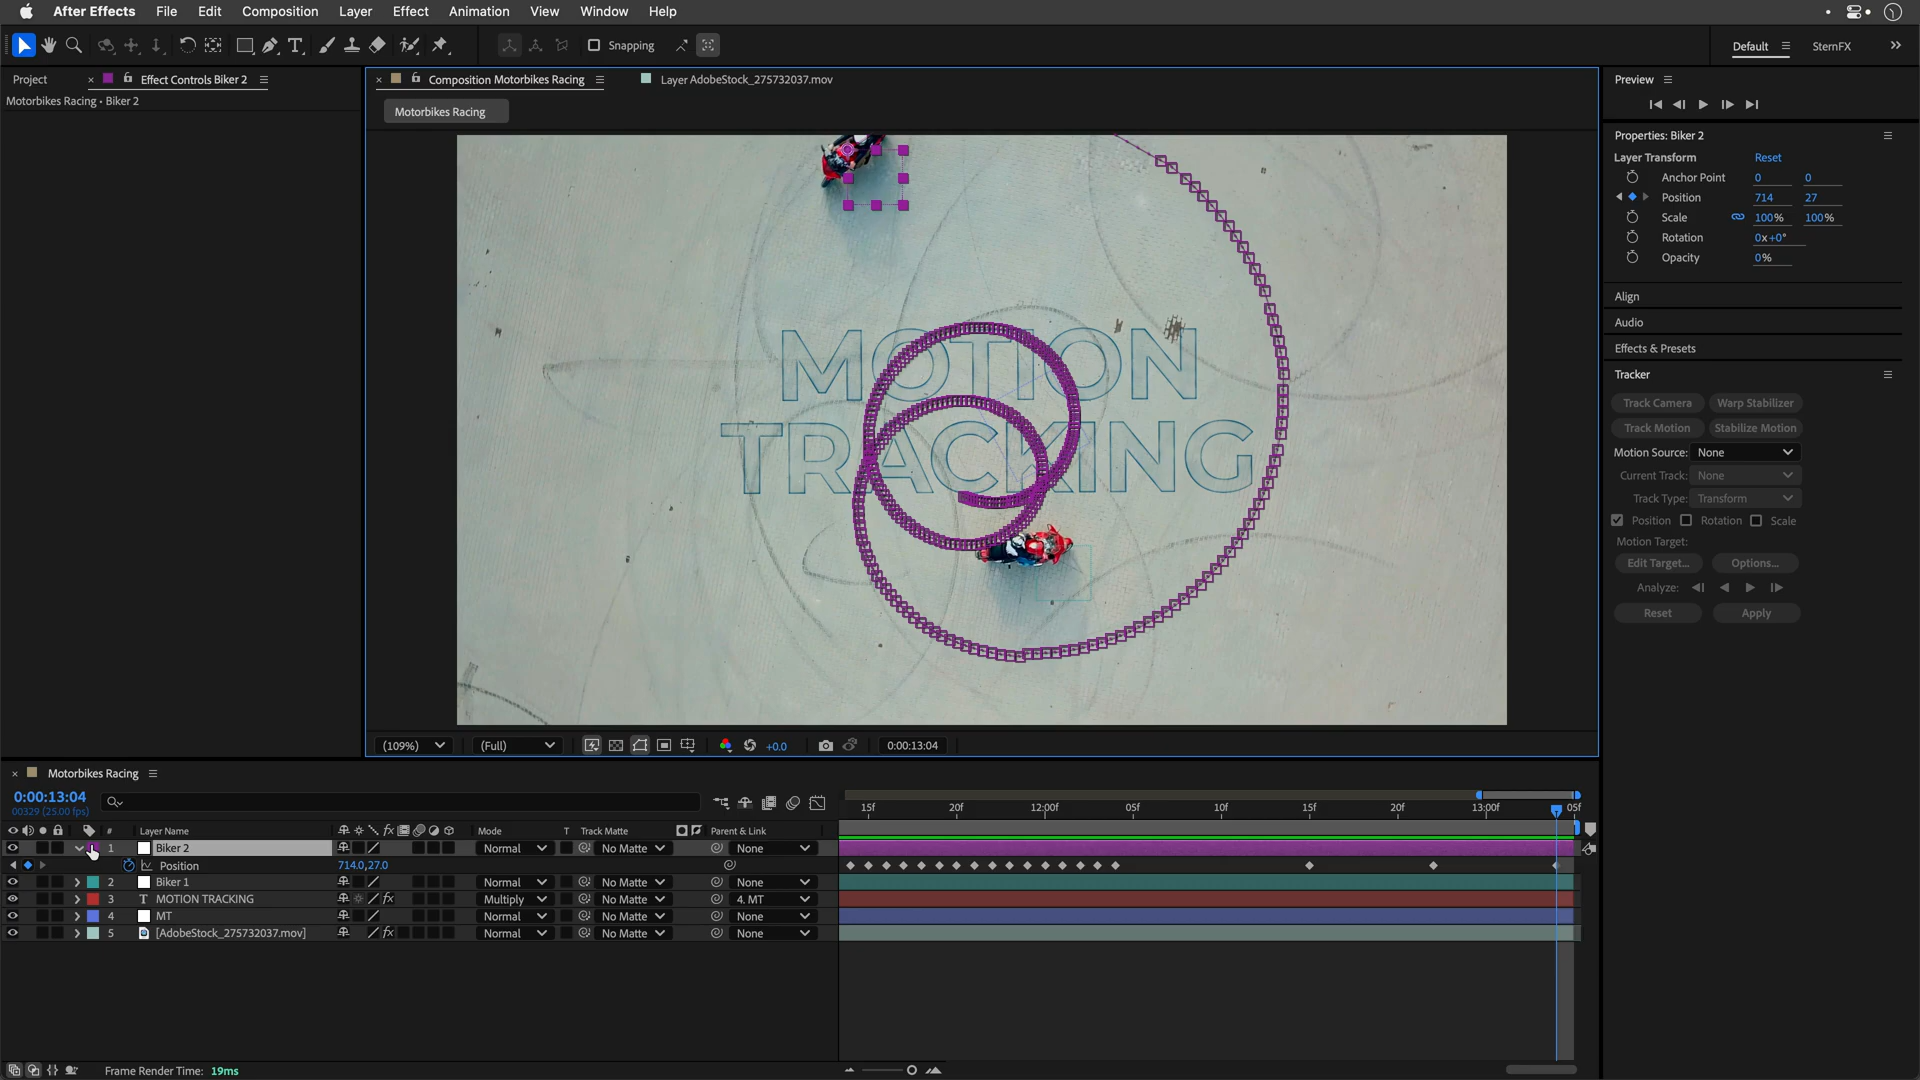 After Effects File Edit Composition Layer Effect Animation View Window Help
Snapping Default SternFX
Project Effect Controls Biker 2
Motorbikes Racing • Biker 2
Composition Motorbikes Racing Layer AdobeStock_275732037.mov
Motorbikes Racing
MOTION
TRACKING
(109%) (Full) +0.0 0:00:13:04
Preview
Properties: Biker 2
Layer Transform Reset
Anchor Point 0 0
Position 714 27
Scale 100% 100%
Rotation 0x+0°
Opacity 0%
Align
Audio
Effects & Presets
Tracker
Track Camera Warp Stabilizer
Track Motion Stabilize Motion
Motion Source: None
Current Track: None
Track Type: Transform
Position Rotation Scale
Motion Target:
Edit Target... Options...
Analyze:
Reset Apply
Motorbikes Racing
0:00:13:04
00329 (25.00 fps)
15f 20f 12:00f 05f 10f 15f 20f 13:00f 05f
# Layer Name Mode T Track Matte Parent & Link
1 Biker 2 Normal No Matte None
Position 714.0,27.0
2 Biker 1 Normal No Matte None
3 T MOTION TRACKING fx Multiply No Matte 4. MT
4 MT Normal No Matte None
5 [AdobeStock_275732037.mov] fx Normal No Matte None
Frame Render Time: 19ms